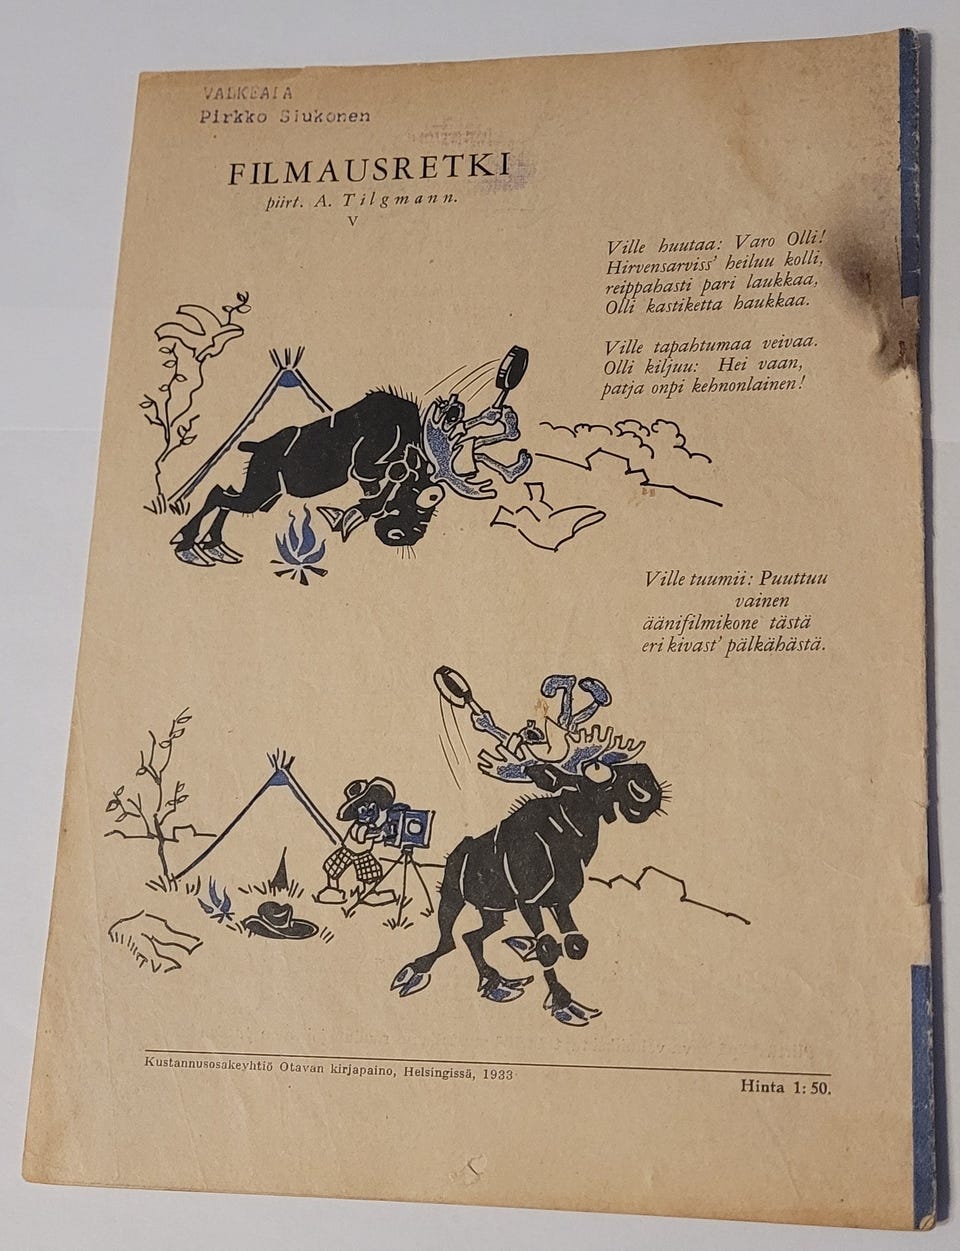 VALKEALA
Pirkko Siukonen
FILMAUSRETKI
piirt. A. Tilgmann.
V
Ville huutaa: Varo Olli!
Hirvensarviss' heiluu kolli,
reippahasti pari laukkaa,
Olli kastiketta haukkaa.
Ville tapahtumaa veivaa.
Olli kiljuu: Hei vaan,
patja onpi kehnonlainen!
Ville tuumii: Puuttuu
vainen
äänifilmikone tästä
eri kivast' pälkähästä.
Kustannusosakeyhtiö Otavan kirjapaino, Helsingissä, 1933
Hinta 1:50.